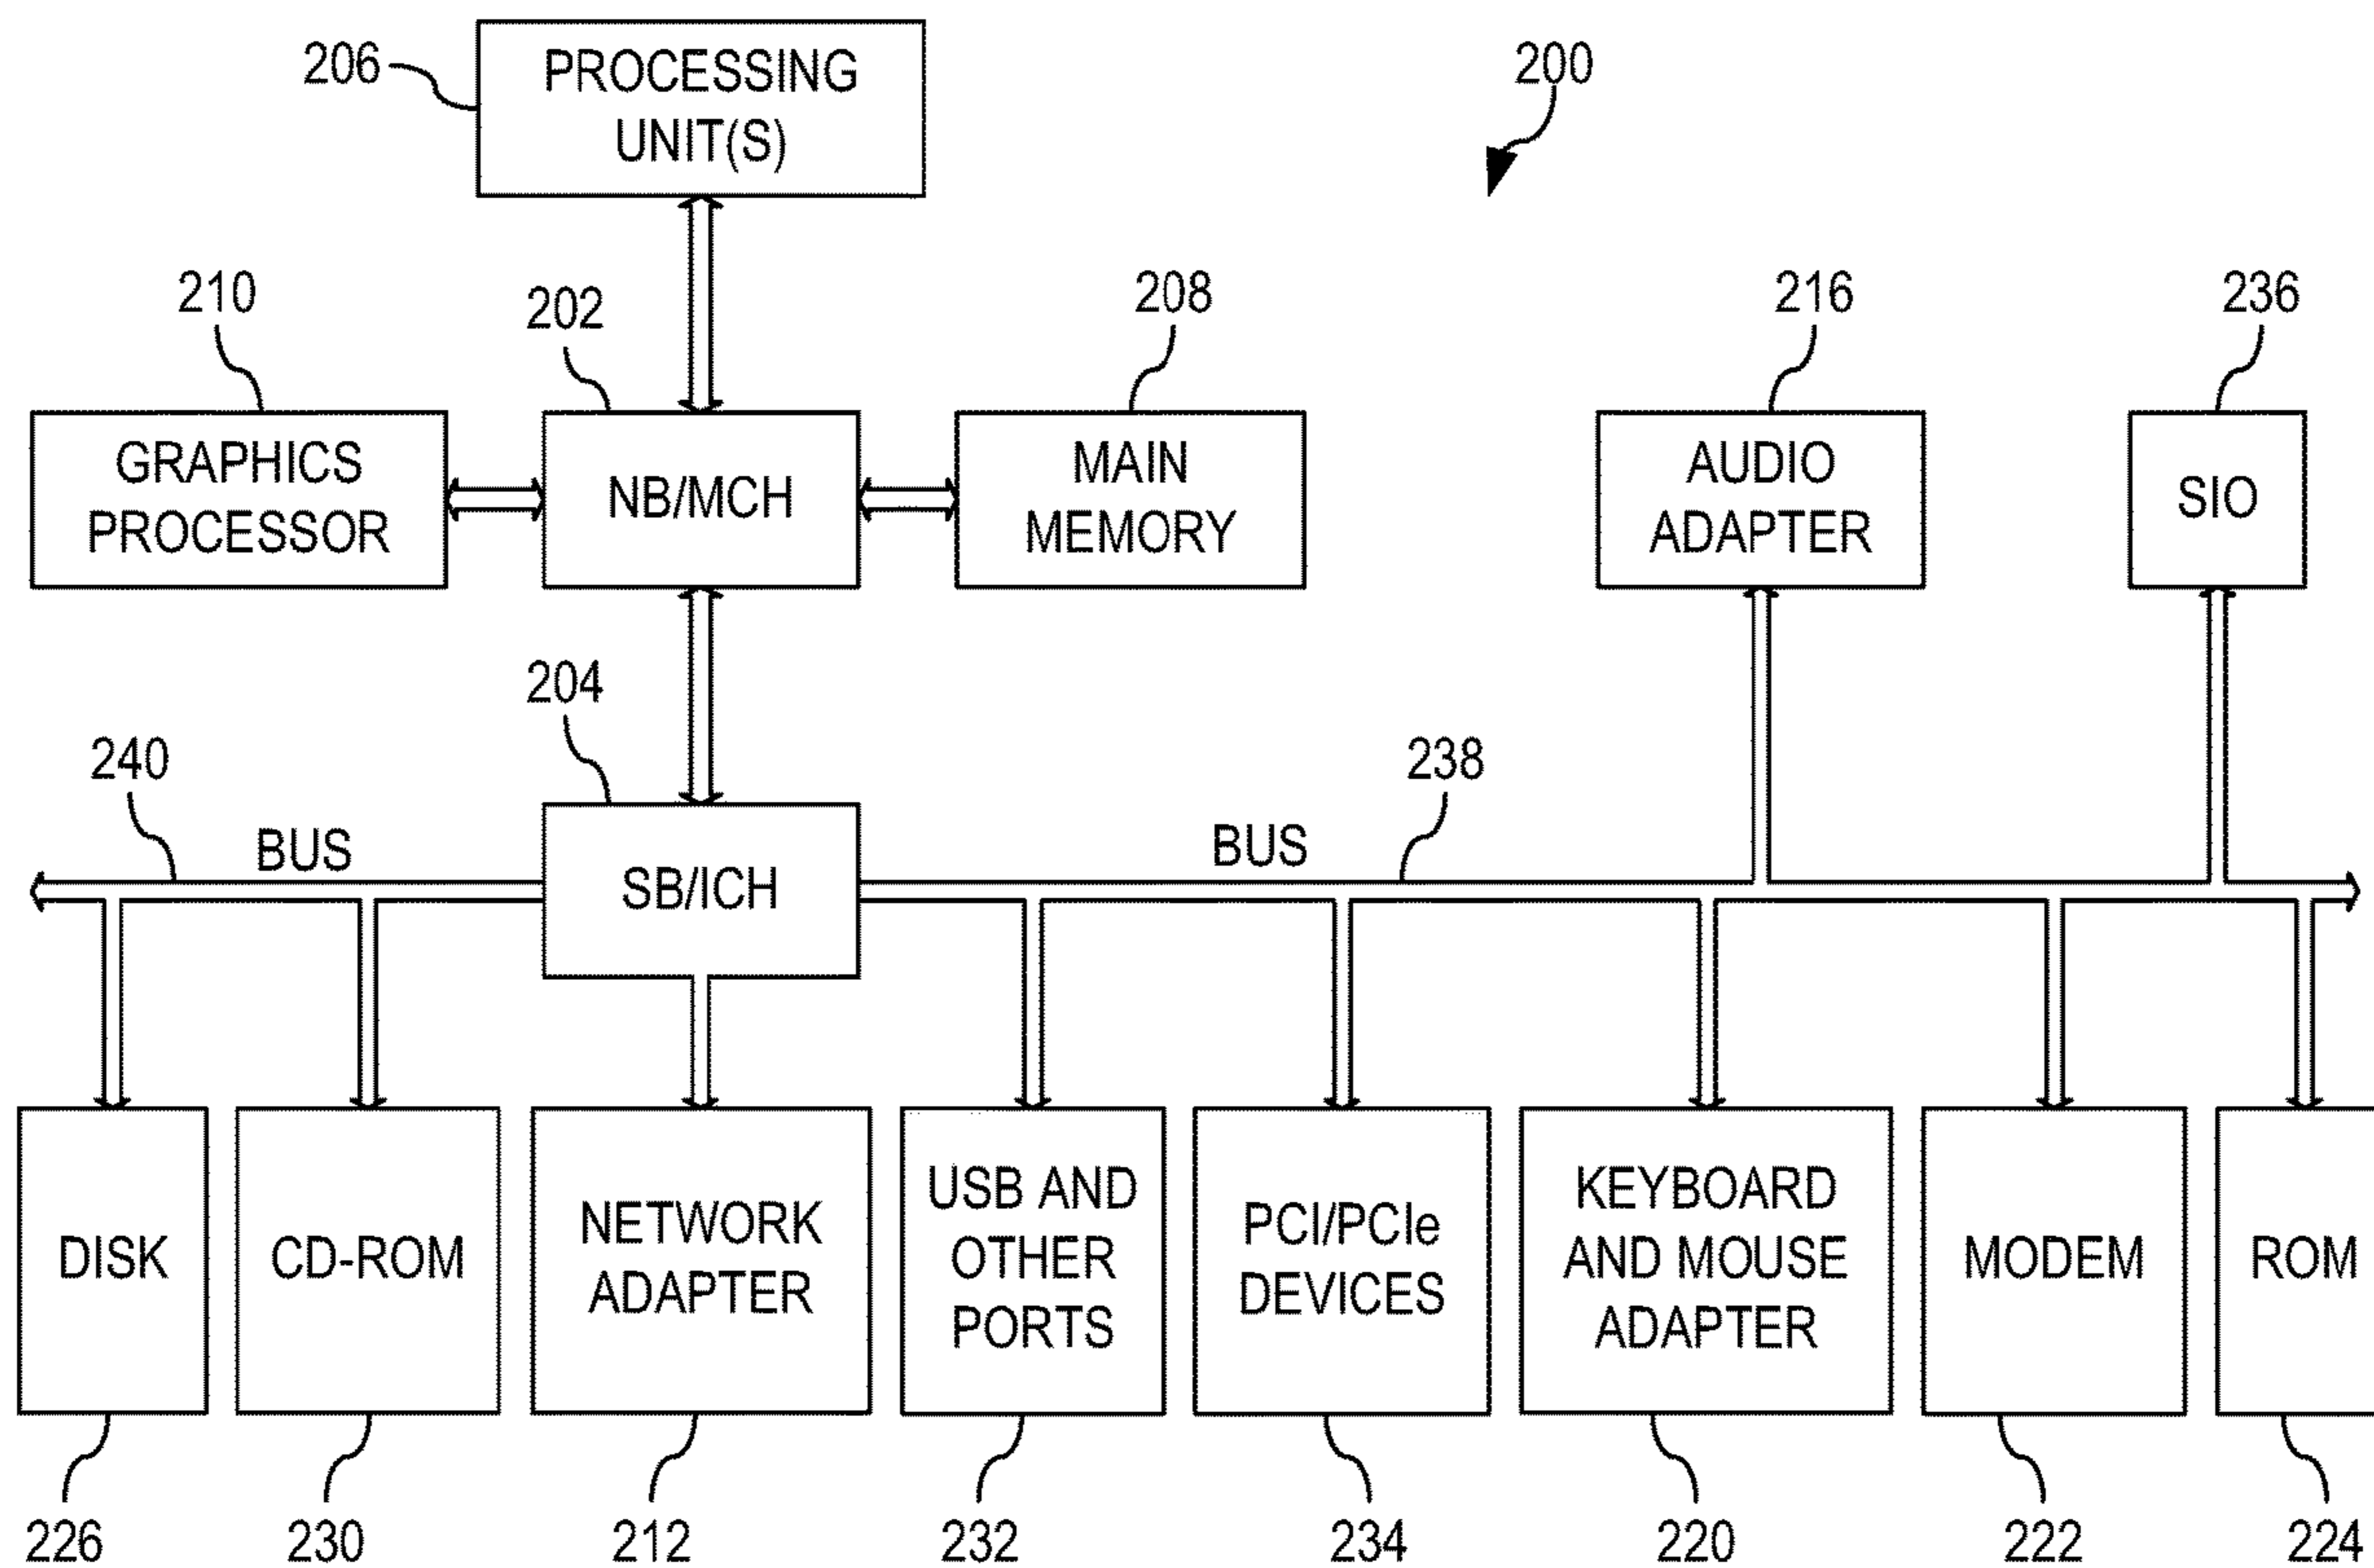 206
PROCESSING
UNIT(S)
200
210
202
208
216
236
GRAPHICS
PROCESSOR
NB/MCH
MAIN
MEMORY
AUDIO
ADAPTER
SIO
204
240
238
BUS
BUS
SB/ICH
DISK
CD-ROM
NETWORK
ADAPTER
USB AND
OTHER
PORTS
PCI/PCIe
DEVICES
KEYBOARD
AND MOUSE
ADAPTER
MODEM
ROM
226
230
212
232
234
220
222
224